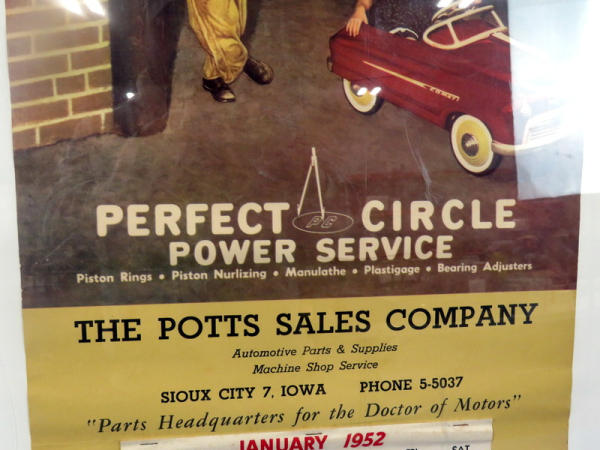 COMET
PERFECT CIRCLE
PC
POWER SERVICE
Piston Rings • Piston Nurlizing • Manulathe • Plastigage • Bearing Adjusters
THE POTTS SALES COMPANY
Automotive Parts & Supplies
Machine Shop Service
SIOUX CITY 7, IOWA PHONE 5-5037
"Parts Headquarters for the Doctor of Motors"
JANUARY 1952
SAT